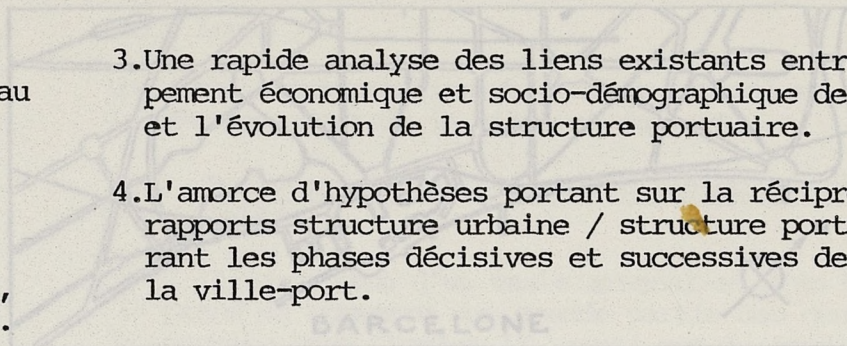 au
,
.
3.Une rapide analyse des liens existants entr
pement économique et socio-démographique de
et l'évolution de la structure portuaire.
4.L'amorce d'hypothèses portant sur la récipr
rapports structure urbaine / structure port
rant les phases décisives et successives de
la ville-port.
BARCELONE